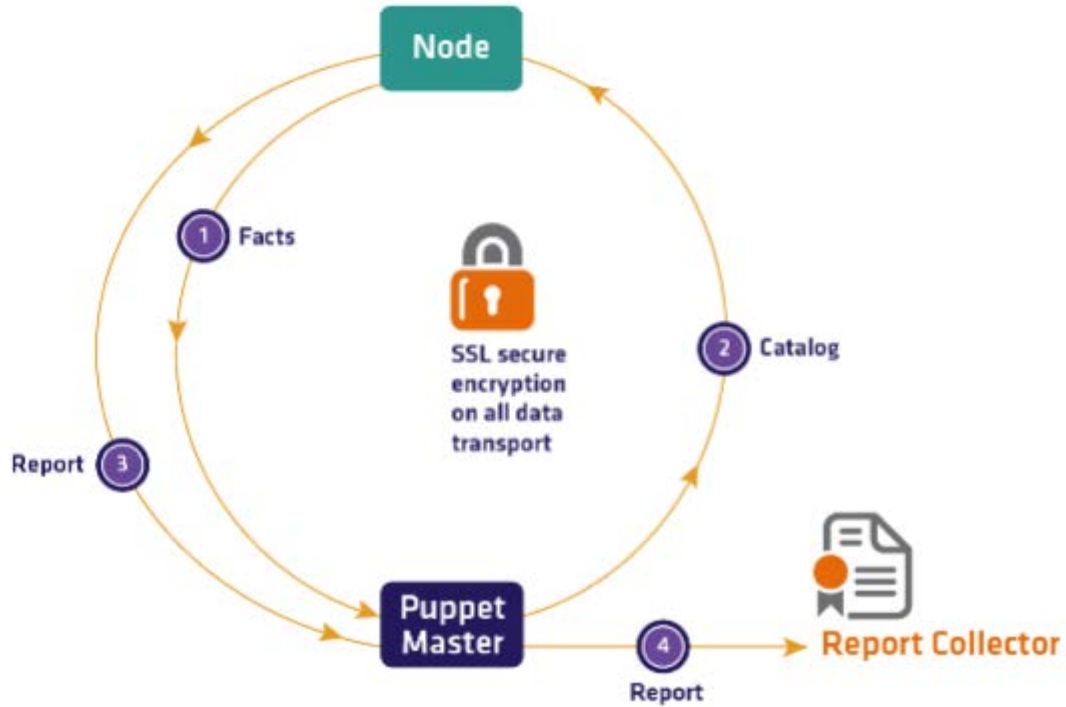 Node
1 Facts
SSL secure
encryption
on all data
transport
2 Catalog
Report 3
Puppet
Master
4
Report
Report Collector